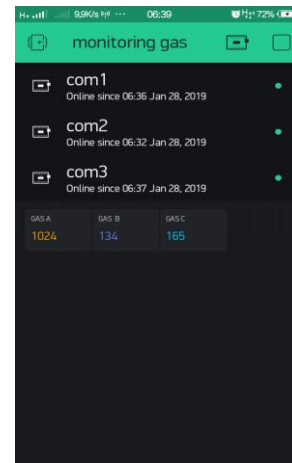 H+ 9,9K/s ... 06:39 72%
monitoring gas
com1
Online since 06:36 Jan 28, 2019
com2
Online since 06:32 Jan 28, 2019
com3
Online since 06:37 Jan 28, 2019
GAS A GAS B GAS C
1024 134 165